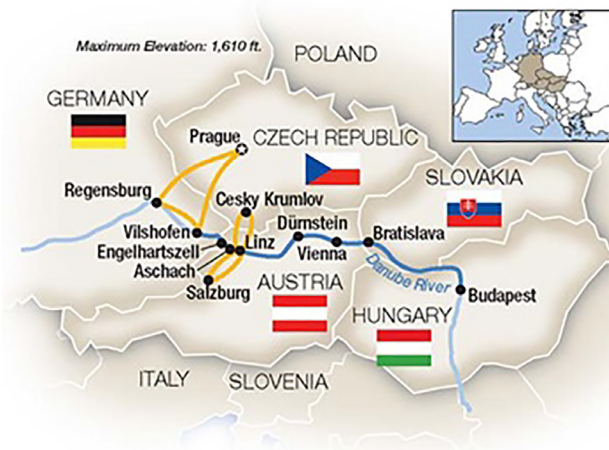 Maximum Elevation: 1,610 ft.
POLAND
GERMANY
Prague
CZECH REPUBLIC
SLOVAKIA
Regensburg
Cesky Krumlov
Vilshofen
Engelhartszell
Aschach
Linz
Dürnstein
Vienna
Bratislava
Danube River
Salzburg
AUSTRIA
Budapest
HUNGARY
ITALY
SLOVENIA